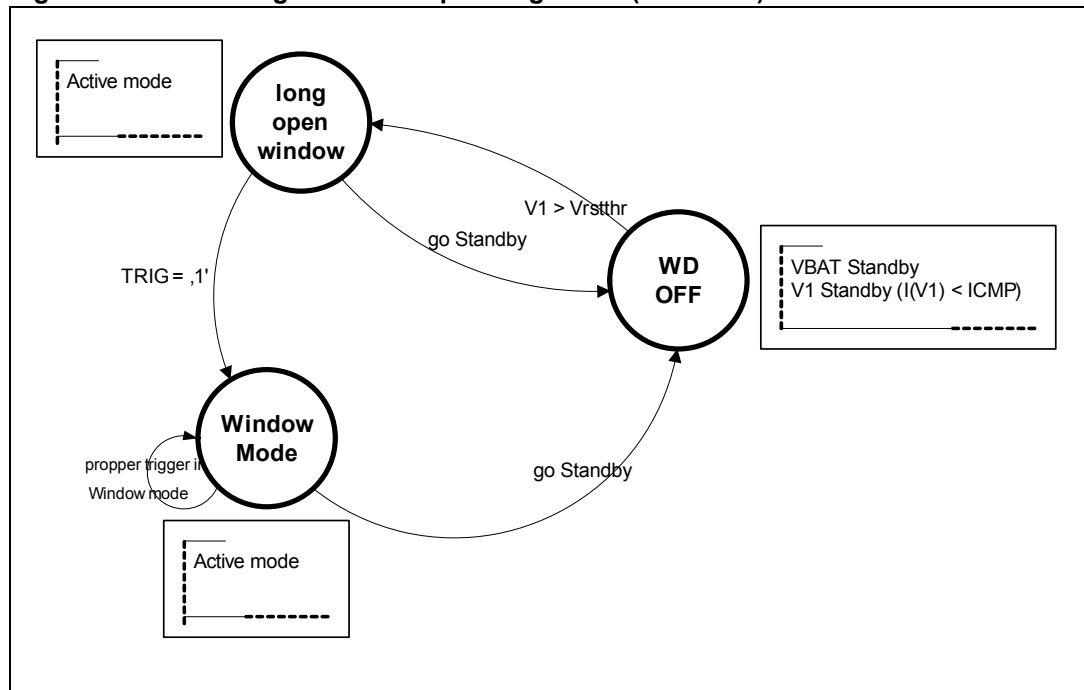 Active mode
long
open
window
V1 > Vrstthr
go Standby
WD
OFF
VBAT Standby
V1 Standby (I(V1) < ICMP)
TRIG = ‚1'
Window
Mode
propper trigger in
Window mode
go Standby
Active mode